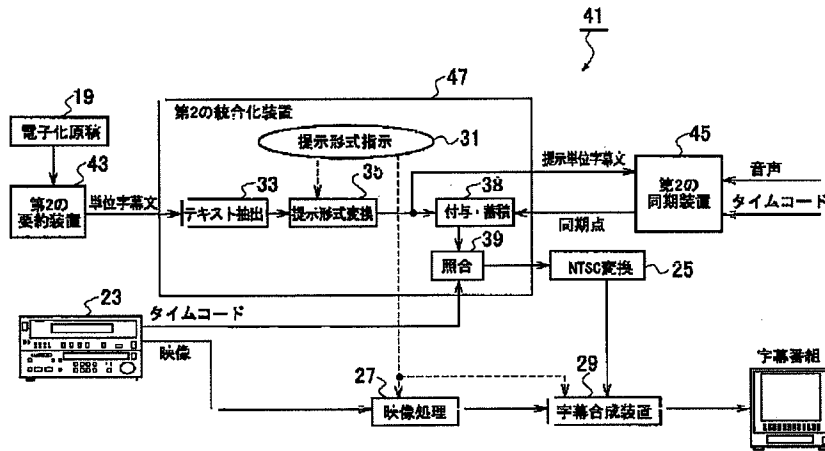 41
47
19
電子化原稿
43
第2の
要約装置
単位字幕文
第2の統合化装置
提示形式指示
31
33
テキスト抽出
35
提示形式変換
38
付与・蓄積
39
照合
提示単位字幕文
45
第2の
同期装置
音声
タイムコード
同期点
NTSC変換
25
23
タイムコード
映像
27
映像処理
29
字幕合成装置
字幕番組